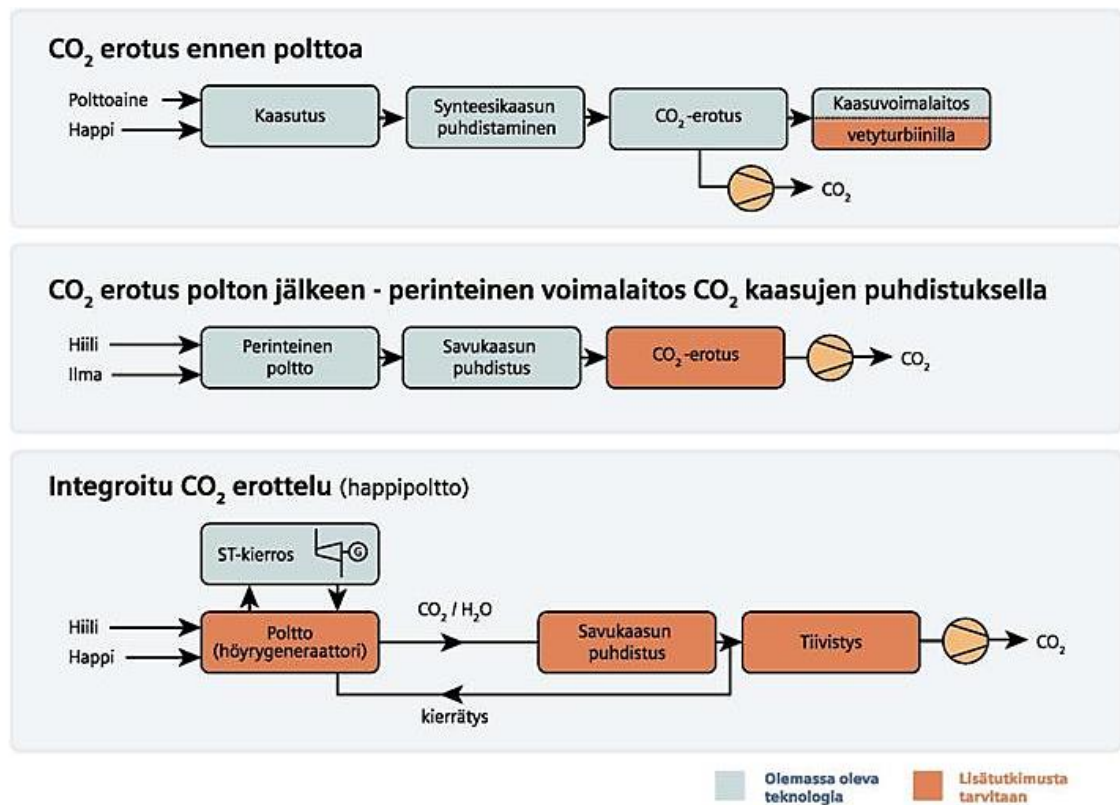 CO₂ erotus ennen polttoa
Polttoaine
Happi
Kaasutus
Synteesikaasun
puhdistaminen
CO₂-erotus
Kaasuvoimalaitos
vetyturbiinilla
CO₂
CO₂ erotus polton jälkeen - perinteinen voimalaitos CO₂ kaasujen puhdistuksella
Hiili
Ilma
Perinteinen
poltto
Savukaasun
puhdistus
CO₂-erotus
CO₂
Integroitu CO₂ erottelu (happipoltto)
ST-kierros
G
Hiili
Happi
Poltto
(höyrygeneraattori)
CO₂ / H₂O
Savukaasun
puhdistus
Tiivistys
CO₂
kierrätys
Olemassa oleva
teknologia
Lisätutkimusta
tarvitaan